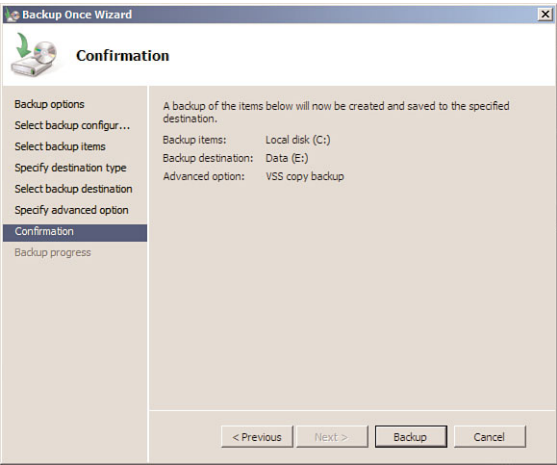 Backup Once Wizard
Confirmation
Backup options
Select backup configur...
Select backup items
Specify destination type
Select backup destination
Specify advanced option
Confirmation
Backup progress
A backup of the items below will now be created and saved to the specified
destination.
Backup items: Local disk (C:)
Backup destination: Data (E:)
Advanced option: VSS copy backup
< Previous Next > Backup Cancel